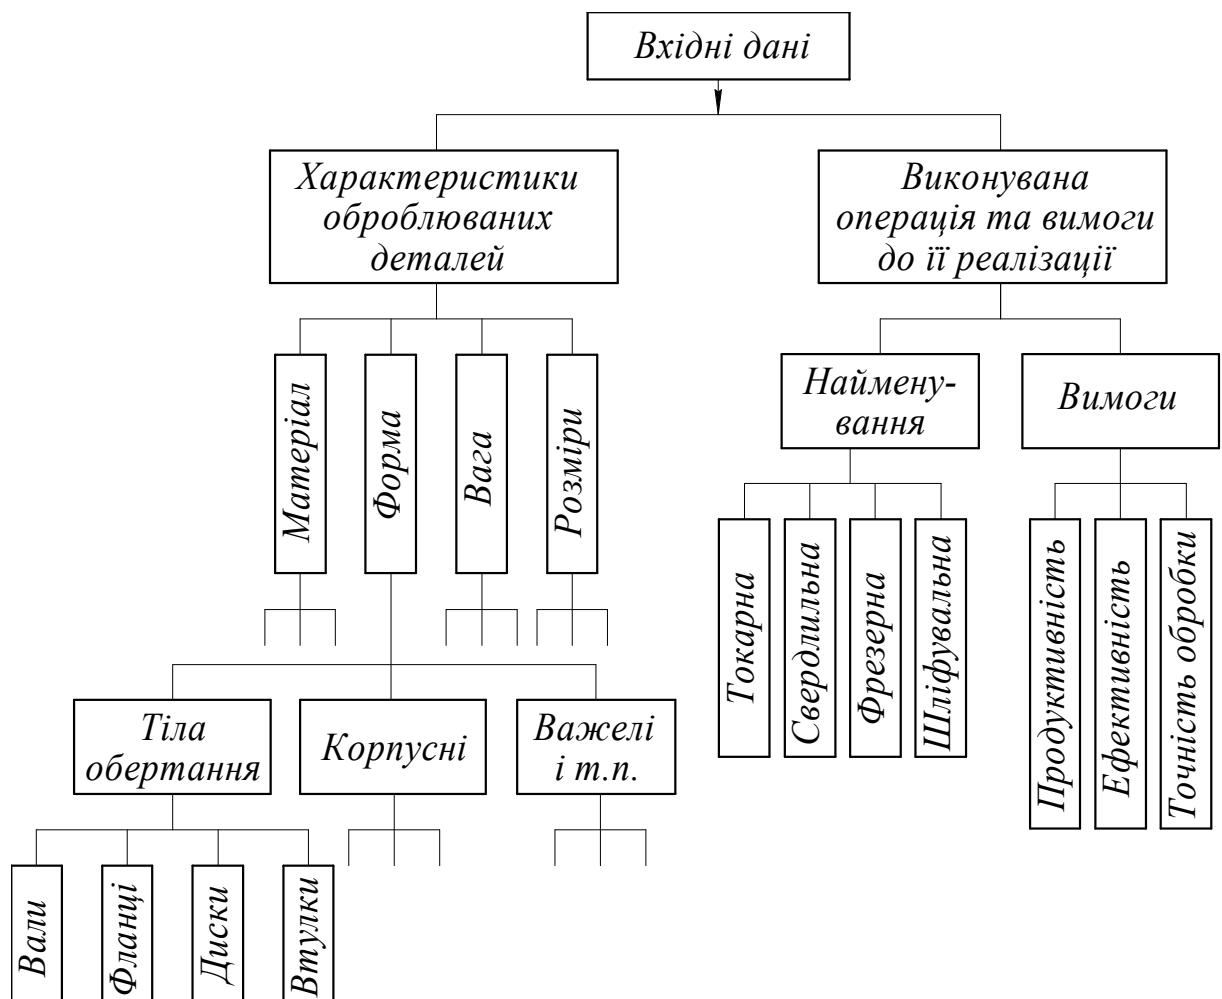 Вхідні дані
Характеристики
оброблюваних
деталей
Виконувана
операція та вимоги
до її реалізації
Матеріал
Форма
Вага
Розміри
Наймену-
вання
Вимоги
Токарна
Свердлильна
Фрезерна
Шліфувальна
Продуктивність
Ефективність
Точність обробки
Тіла
обертання
Корпусні
Важелі
і т.п.
Вали
Фланці
Диски
Втулки